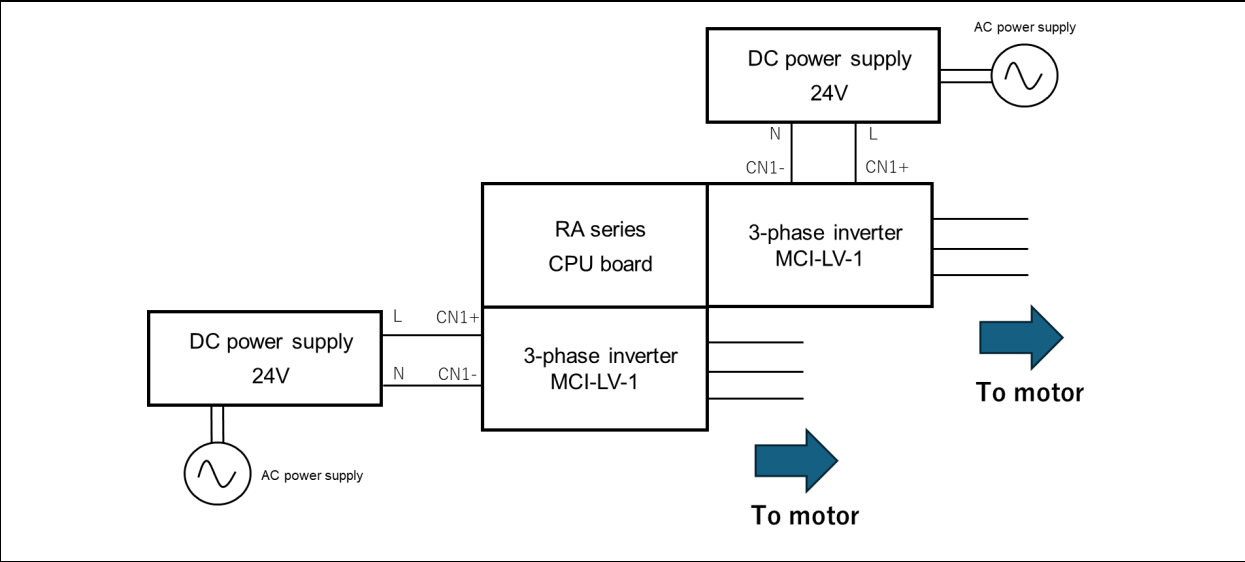 AC power supply
DC power supply
24V
N
L
CN1-
CN1+
RA series
CPU board
3-phase inverter
MCI-LV-1
L
CN1+
DC power supply
24V
N
CN1-
3-phase inverter
MCI-LV-1
To motor
AC power supply
To motor